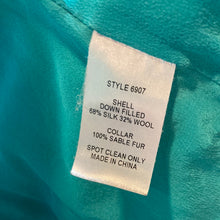 STYLE 6907
SHELL
DOWN FILLED
68% SILK 32% WOOL
COLLAR
100% SABLE FUR
SPOT CLEAN ONLY
MADE IN CHINA